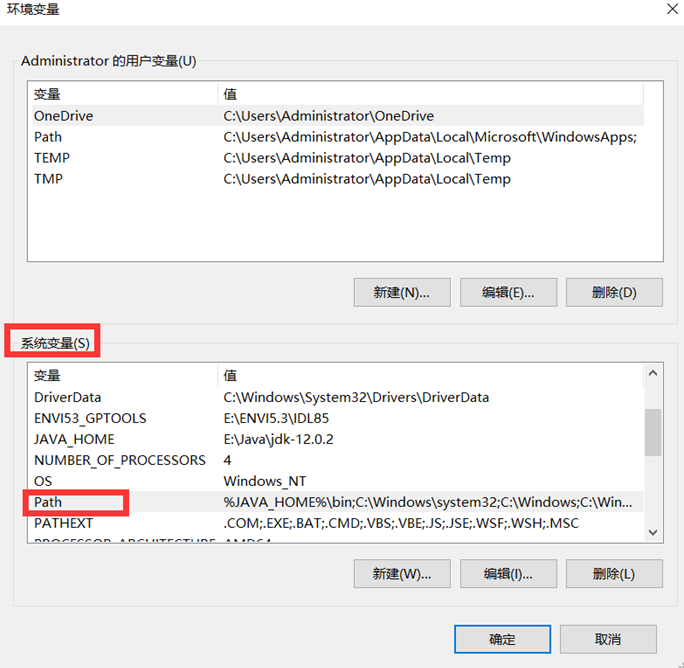 环境变量
Administrator 的用户变量(U)
变量 值
OneDrive C:\Users\Administrator\OneDrive
Path C:\Users\Administrator\AppData\Local\Microsoft\WindowsApps;
TEMP C:\Users\Administrator\AppData\Local\Temp
TMP C:\Users\Administrator\AppData\Local\Temp
新建(N)... 编辑(E)... 删除(D)
系统变量(S)
变量 值
DriverData C:\Windows\System32\Drivers\DriverData
ENVI53_GPTOOLS E:\ENVI5.3\IDL85
JAVA_HOME E:\Java\jdk-12.0.2
NUMBER_OF_PROCESSORS 4
OS Windows_NT
Path %JAVA_HOME%\bin;C:\Windows\system32;C:\Windows;C:\Win...
PATHEXT .COM;.EXE;.BAT;.CMD;.VBS;.VBE;.JS;.JSE;.WSF;.WSH;.MSC
PROCESSOR_ARCHITECTURE AMD64
新建(W)... 编辑(I)... 删除(L)
确定 取消